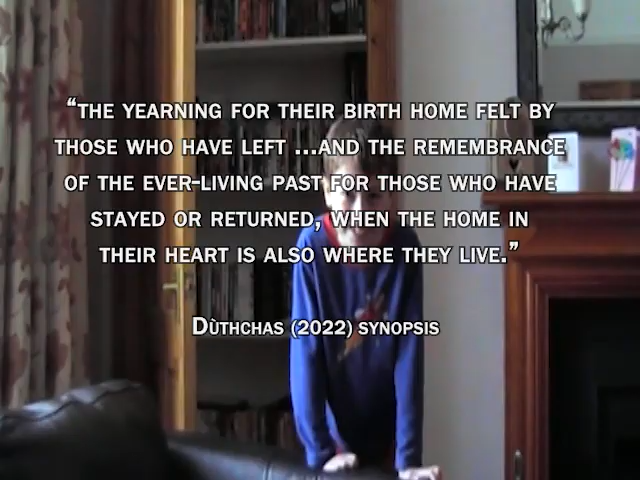 “THE YEARNING FOR THEIR BIRTH HOME FELT BY
THOSE WHO HAVE LEFT ...AND THE REMEMBRANCE
OF THE EVER-LIVING PAST FOR THOSE WHO HAVE
STAYED OR RETURNED, WHEN THE HOME IN
THEIR HEART IS ALSO WHERE THEY LIVE.”
DÙTHCHAS (2022) SYNOPSIS